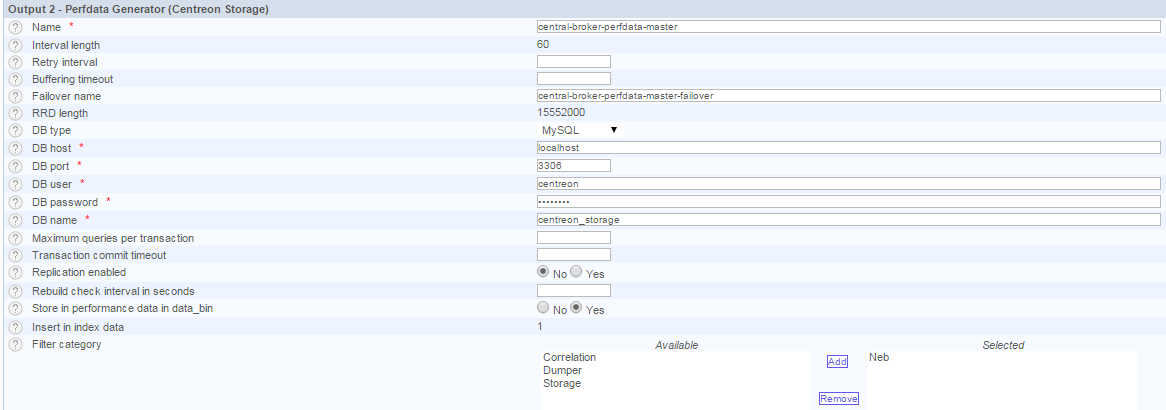 Output 2 - Perfdata Generator (Centreon Storage)
? Name * central-broker-perfdata-master
? Interval length 60
? Retry interval
? Buffering timeout
? Failover name central-broker-perfdata-master-failover
? RRD length 15552000
? DB type MySQL ▼
? DB host * localhost
? DB port * 3306
? DB user * centreon
? DB password * ••••••••
? DB name * centreon_storage
? Maximum queries per transaction
? Transaction commit timeout
? Replication enabled No Yes
? Rebuild check interval in seconds
? Store in performance data in data_bin No Yes
? Insert in index data 1
? Filter category Available Selected
Correlation Add Neb
Dumper
Storage
Remove